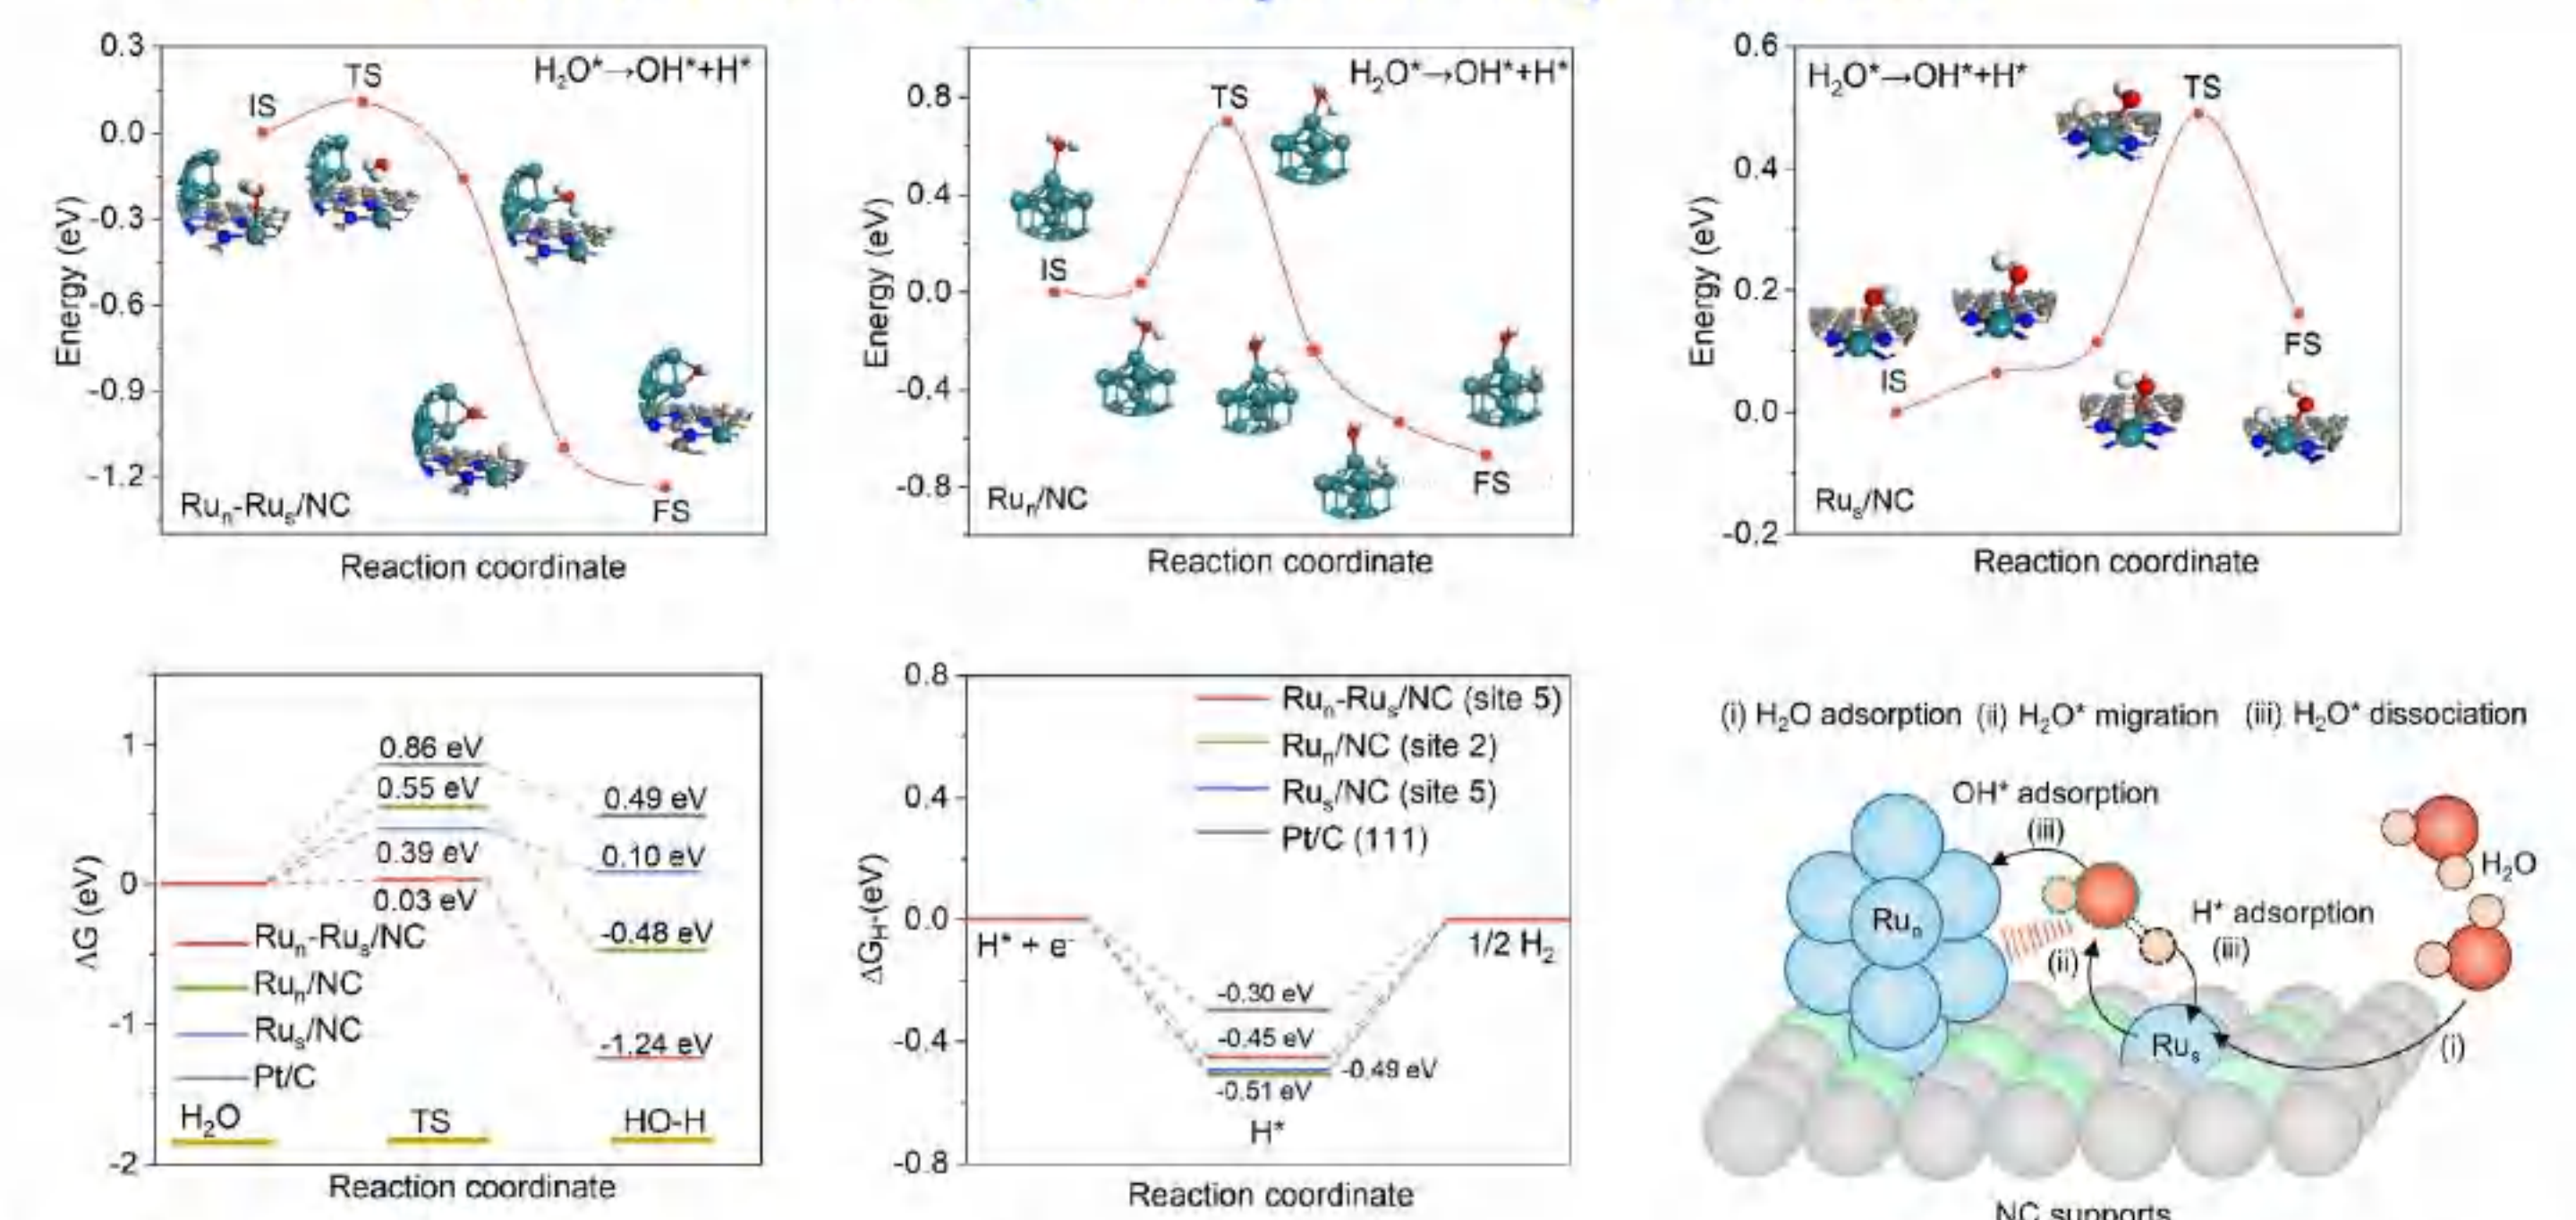 0.3
0.0
-0.3
-0.6
-0.9
-1.2
Energy (eV)
IS
TS
H₂O*→OH*+H*
FS
Ruₙ-Ruₛ/NC
Reaction coordinate
0.8
0.4
0.0
-0.4
-0.8
Energy (eV)
IS
TS
H₂O*→OH*+H*
FS
Ruₙ/NC
Reaction coordinate
0.6
0.4
0.2
0.0
-0.2
Energy (eV)
H₂O*→OH*+H*
TS
IS
FS
Ruₛ/NC
Reaction coordinate
1
0
-1
-2
ΔG (eV)
0.86 eV
0.55 eV
0.39 eV
0.03 eV
0.49 eV
0.10 eV
-0.48 eV
-1.24 eV
Ruₙ-Ruₛ/NC
Ruₙ/NC
Ruₛ/NC
Pt/C
H₂O
TS
HO-H
Reaction coordinate
0.8
0.4
0.0
-0.4
-0.8
ΔG_H*(eV)
Ruₙ-Ruₛ/NC (site 5)
Ruₙ/NC (site 2)
Ruₛ/NC (site 5)
Pt/C (111)
H* + e⁻
1/2 H₂
-0.30 eV
-0.45 eV
-0.49 eV
-0.51 eV
H*
Reaction coordinate
(i) H₂O adsorption (ii) H₂O* migration (iii) H₂O* dissociation
OH* adsorption
(iii)
H₂O
Ruₙ
H* adsorption
(iii)
(ii)
Ruₛ
(i)
NC supports